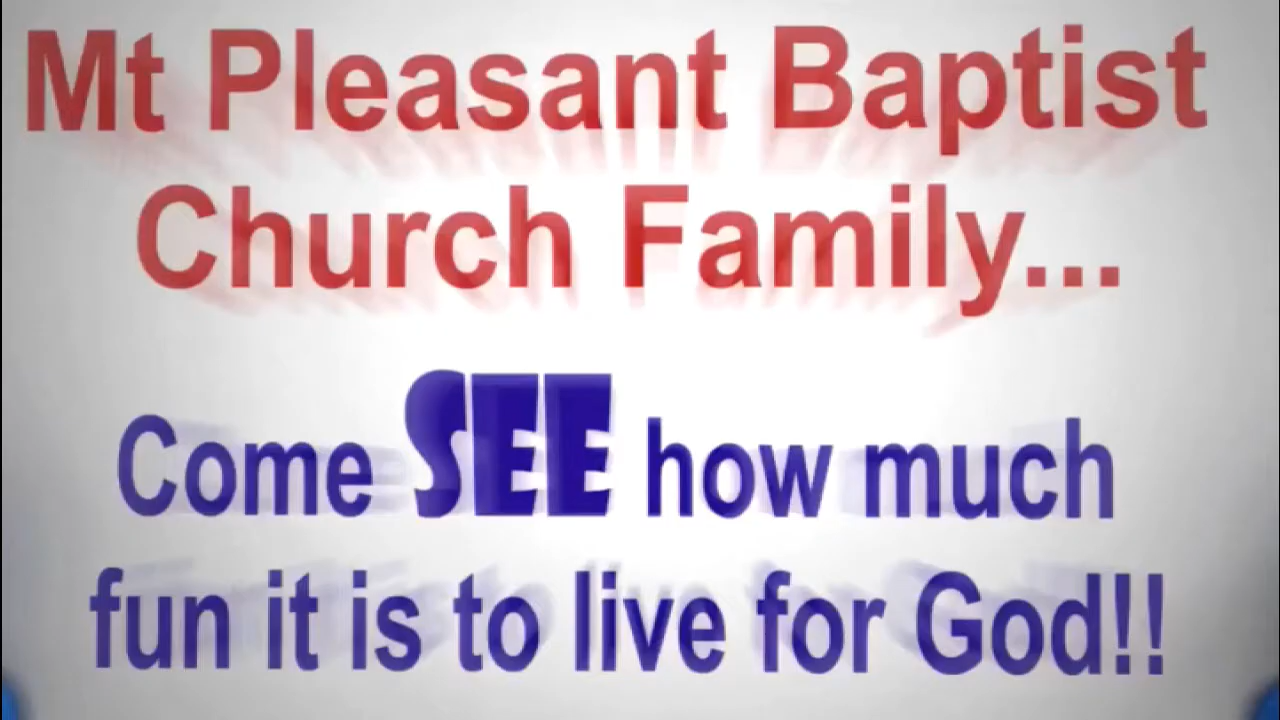 Mt Pleasant Baptist
Church Family...
Come SEE how much
fun it is to live for God!!